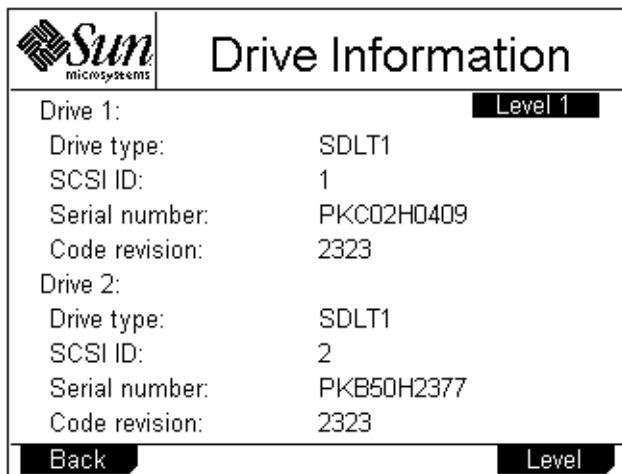 Sun
microsystems
Drive Information
Level 1
Drive 1:
Drive type: SDLT1
SCSI ID: 1
Serial number: PKC02H0409
Code revision: 2323
Drive 2:
Drive type: SDLT1
SCSI ID: 2
Serial number: PKB50H2377
Code revision: 2323
Back Level